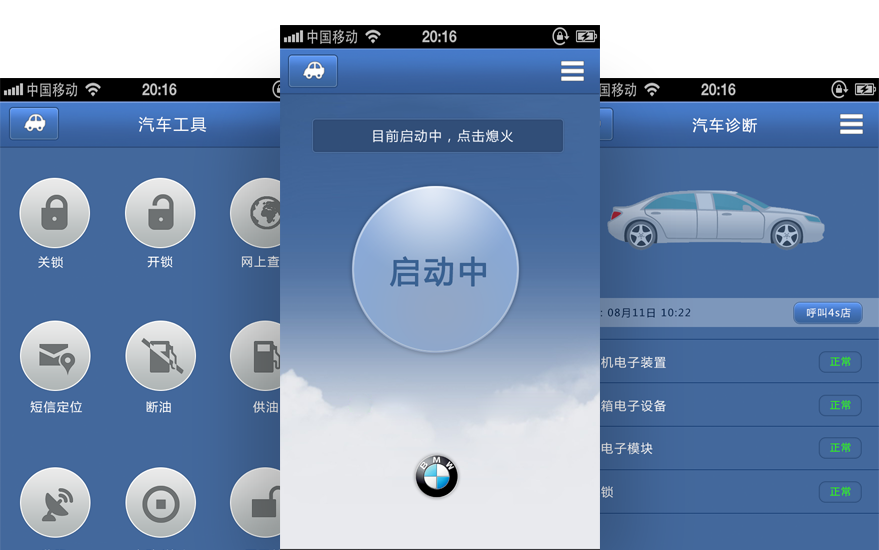 中国移动 20:16
目前启动中，点击熄火
启动中
BMW
中国移动 20:16
汽车工具
关锁 开锁 网上查
短信定位 断油 供油
国移动 20:16
汽车诊断
: 08月11日 10:22 呼叫4s店
机电子装置 正常
箱电子设备 正常
电子模块 正常
锁 正常